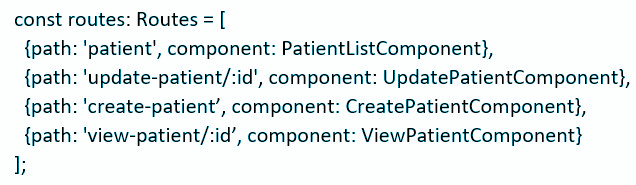 const routes: Routes = [
{path: 'patient', component: PatientListComponent},
{path: 'update-patient/:id', component: UpdatePatientComponent},
{path: 'create-patient’, component: CreatePatientComponent},
{path: 'view-patient/:id’, component: ViewPatientComponent}
];